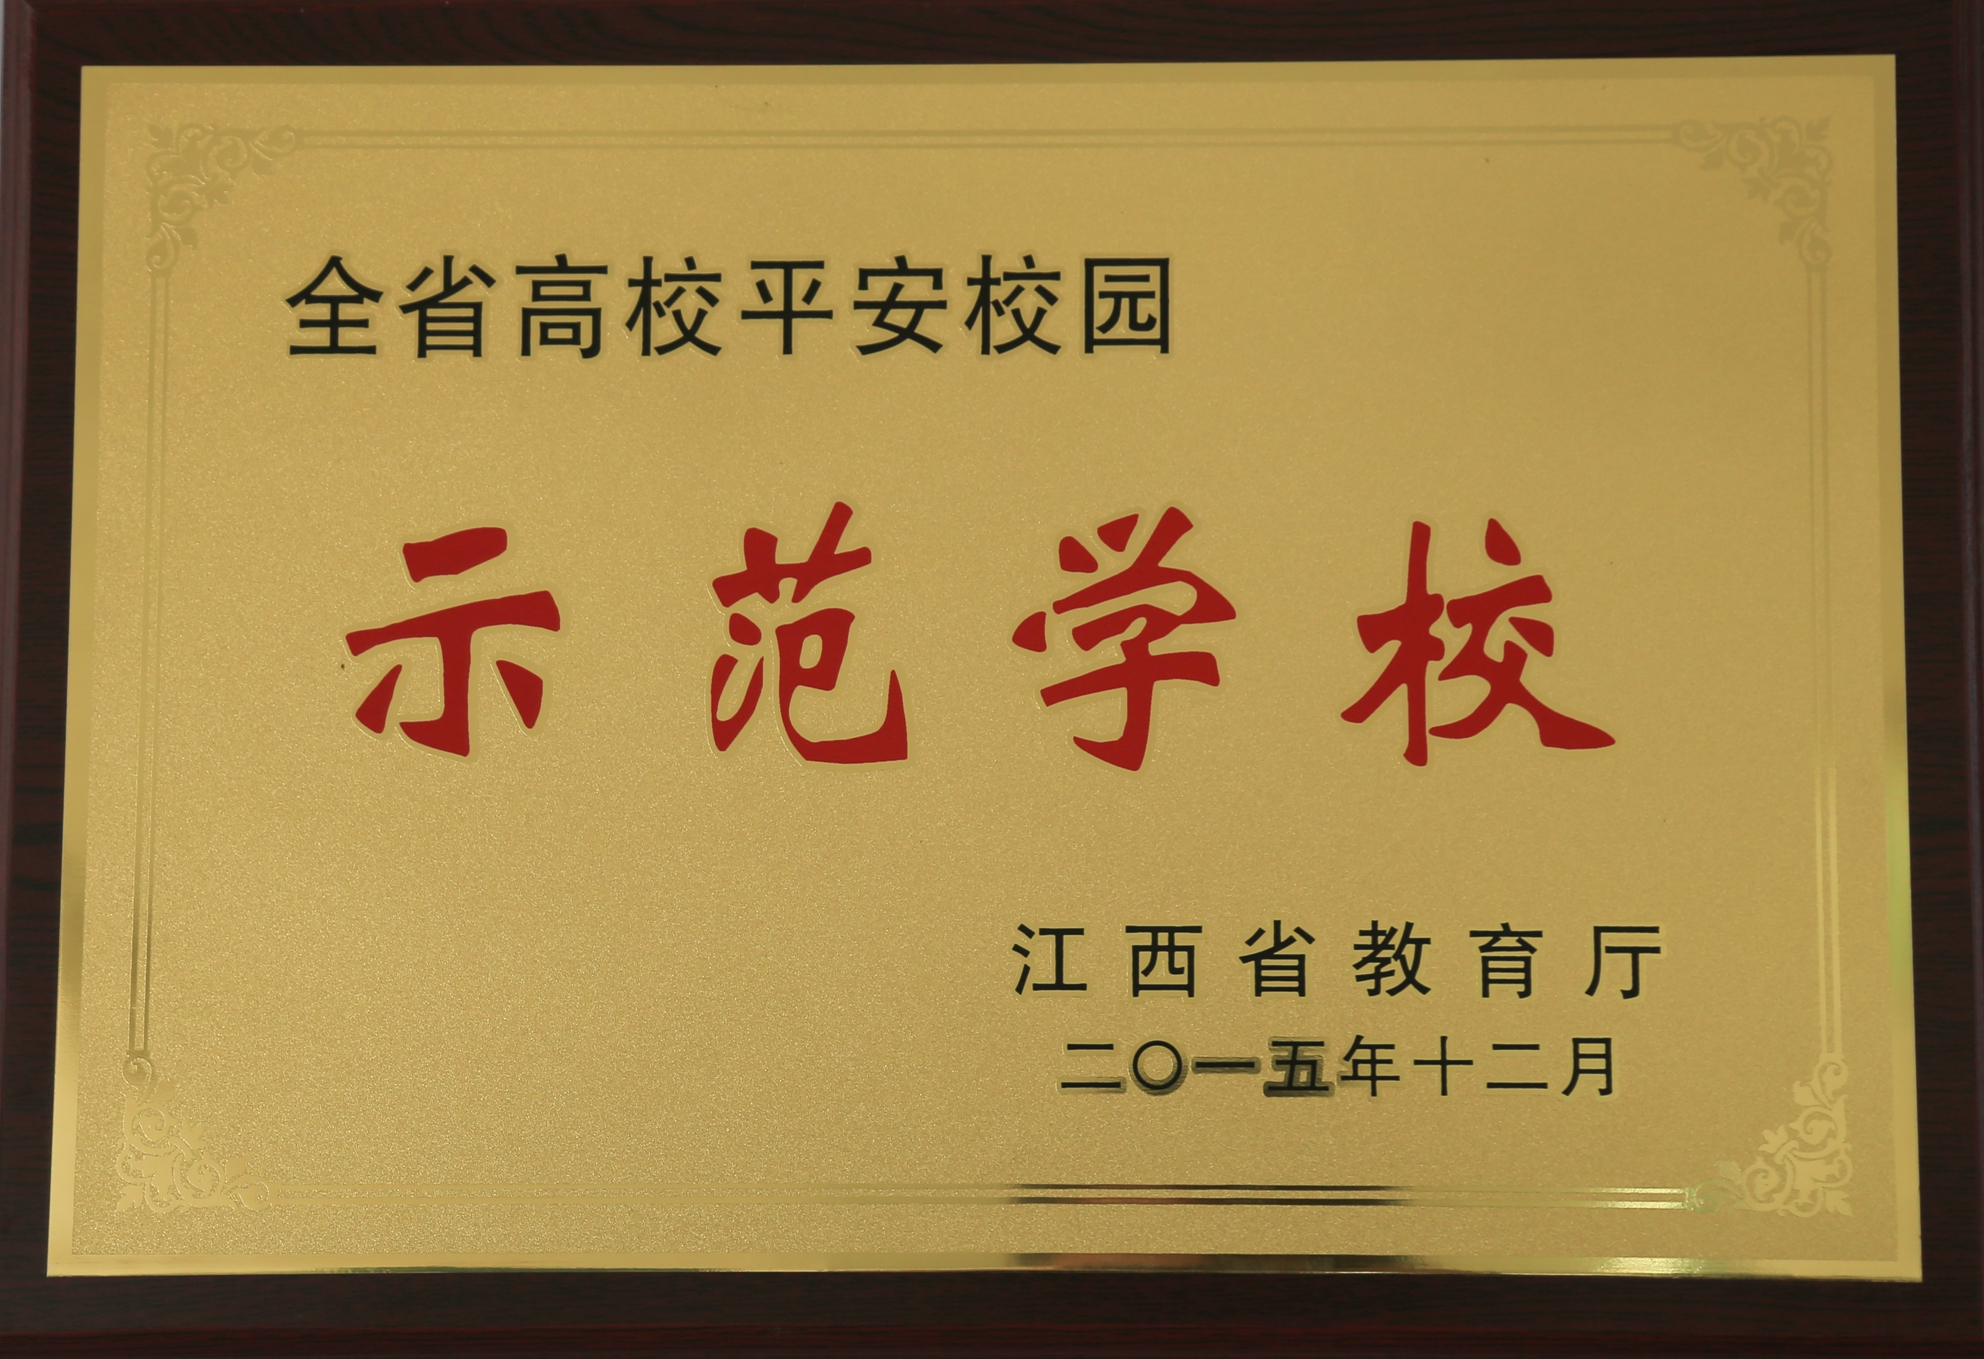 全省高校平安校园
示范学校
江西省教育厅
二〇一五年十二月